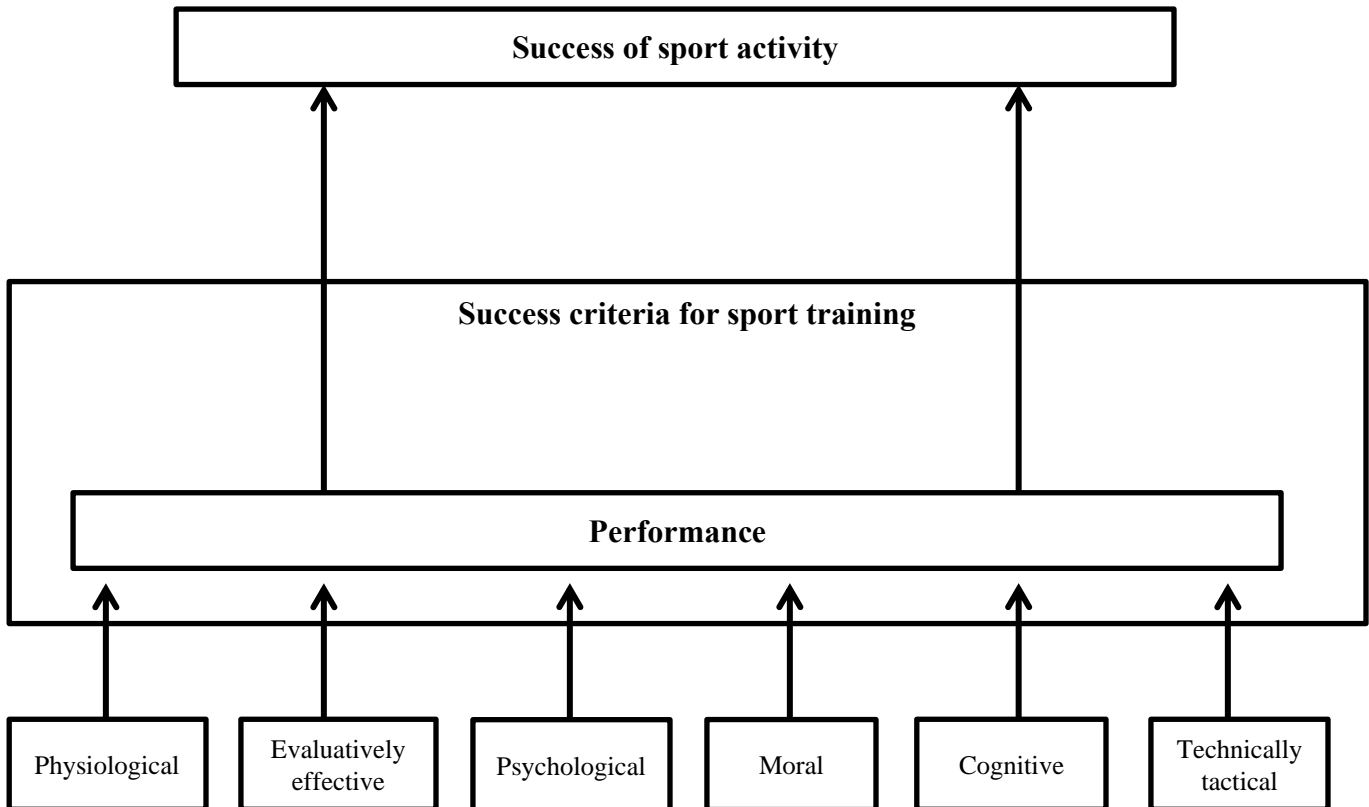 Success of sport activity
Success criteria for sport training
Performance
Physiological
Evaluatively
effective
Psychological
Moral
Cognitive
Technically
tactical